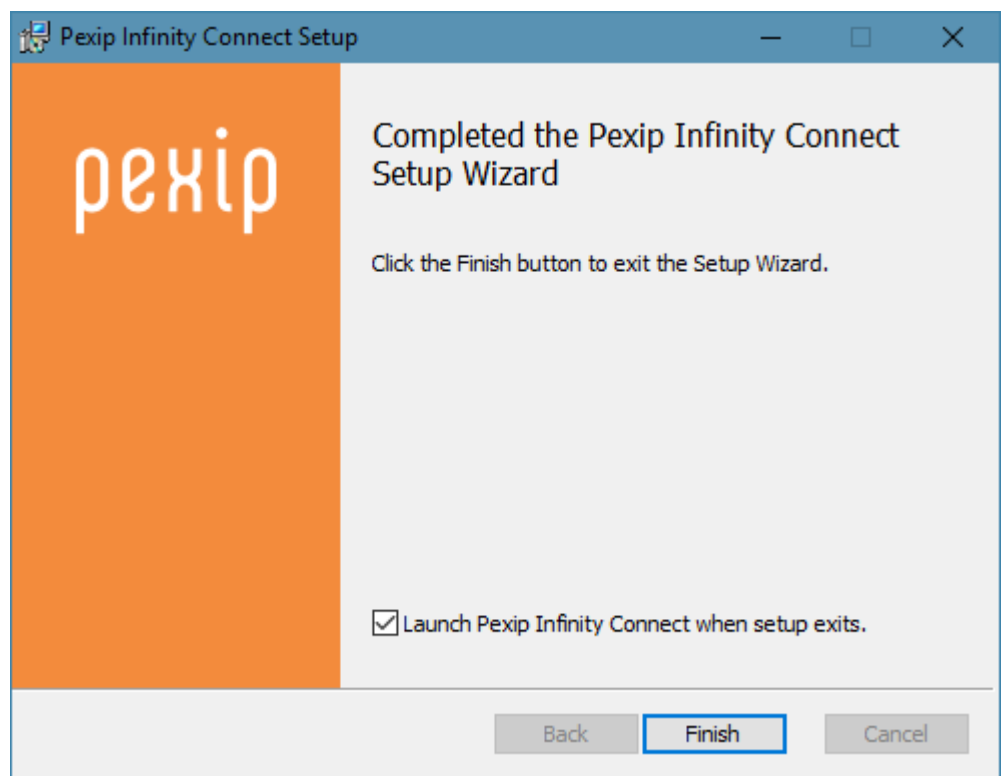 Pexip Infinity Connect Setup
pexip
Completed the Pexip Infinity Connect
Setup Wizard
Click the Finish button to exit the Setup Wizard.
Launch Pexip Infinity Connect when setup exits.
Back
Finish
Cancel